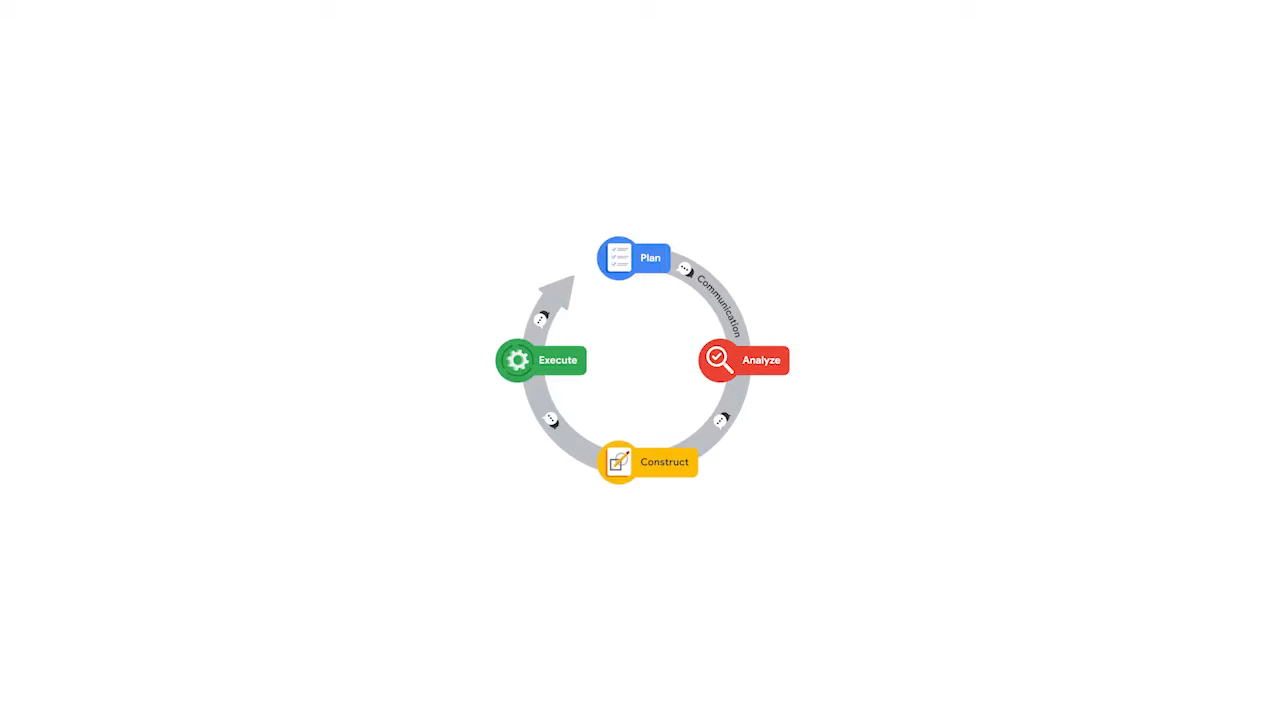 Plan
Communication
Analyze
Construct
Execute